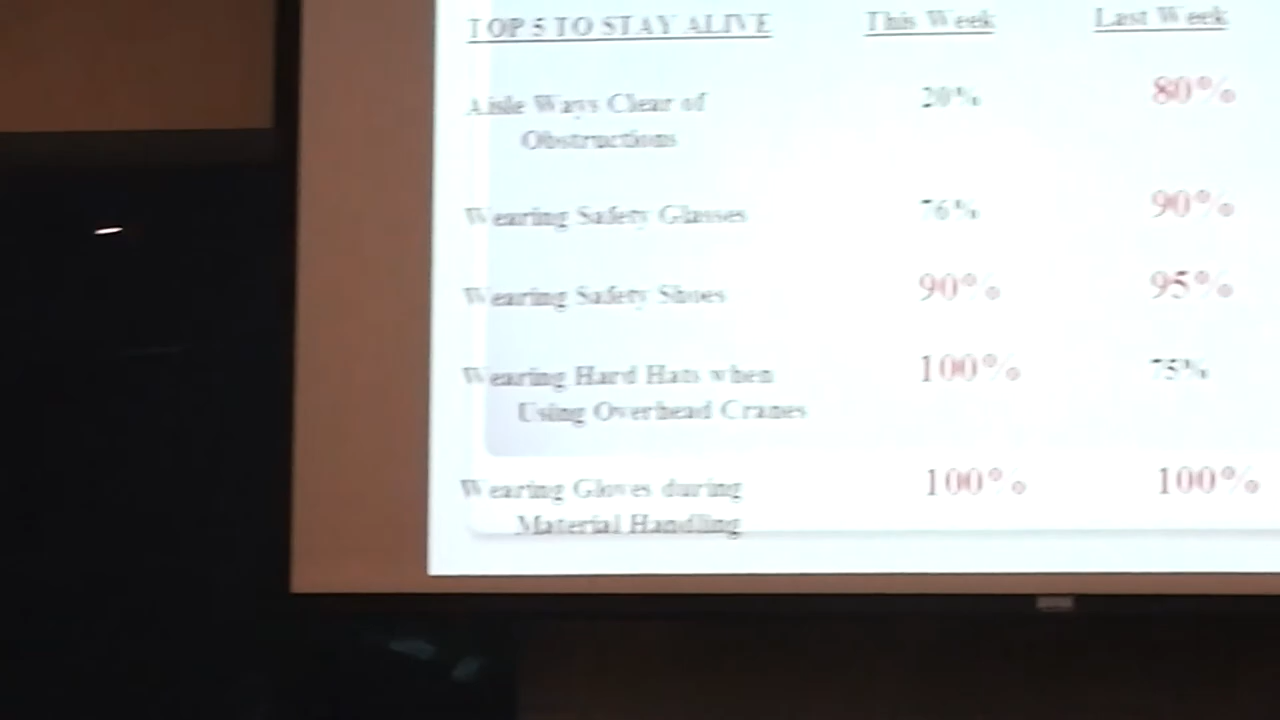 TOP 5 TO STAY ALIVE This Week Last Week
Aisle Ways Clear of 20% 80%
Obstructions
Wearing Safety Glasses 76% 90%
Wearing Safety Shoes 90% 95%
Wearing Hard Hats when 100% 75%
Using Overhead Cranes
Wearing Gloves during 100% 100%
Material Handling